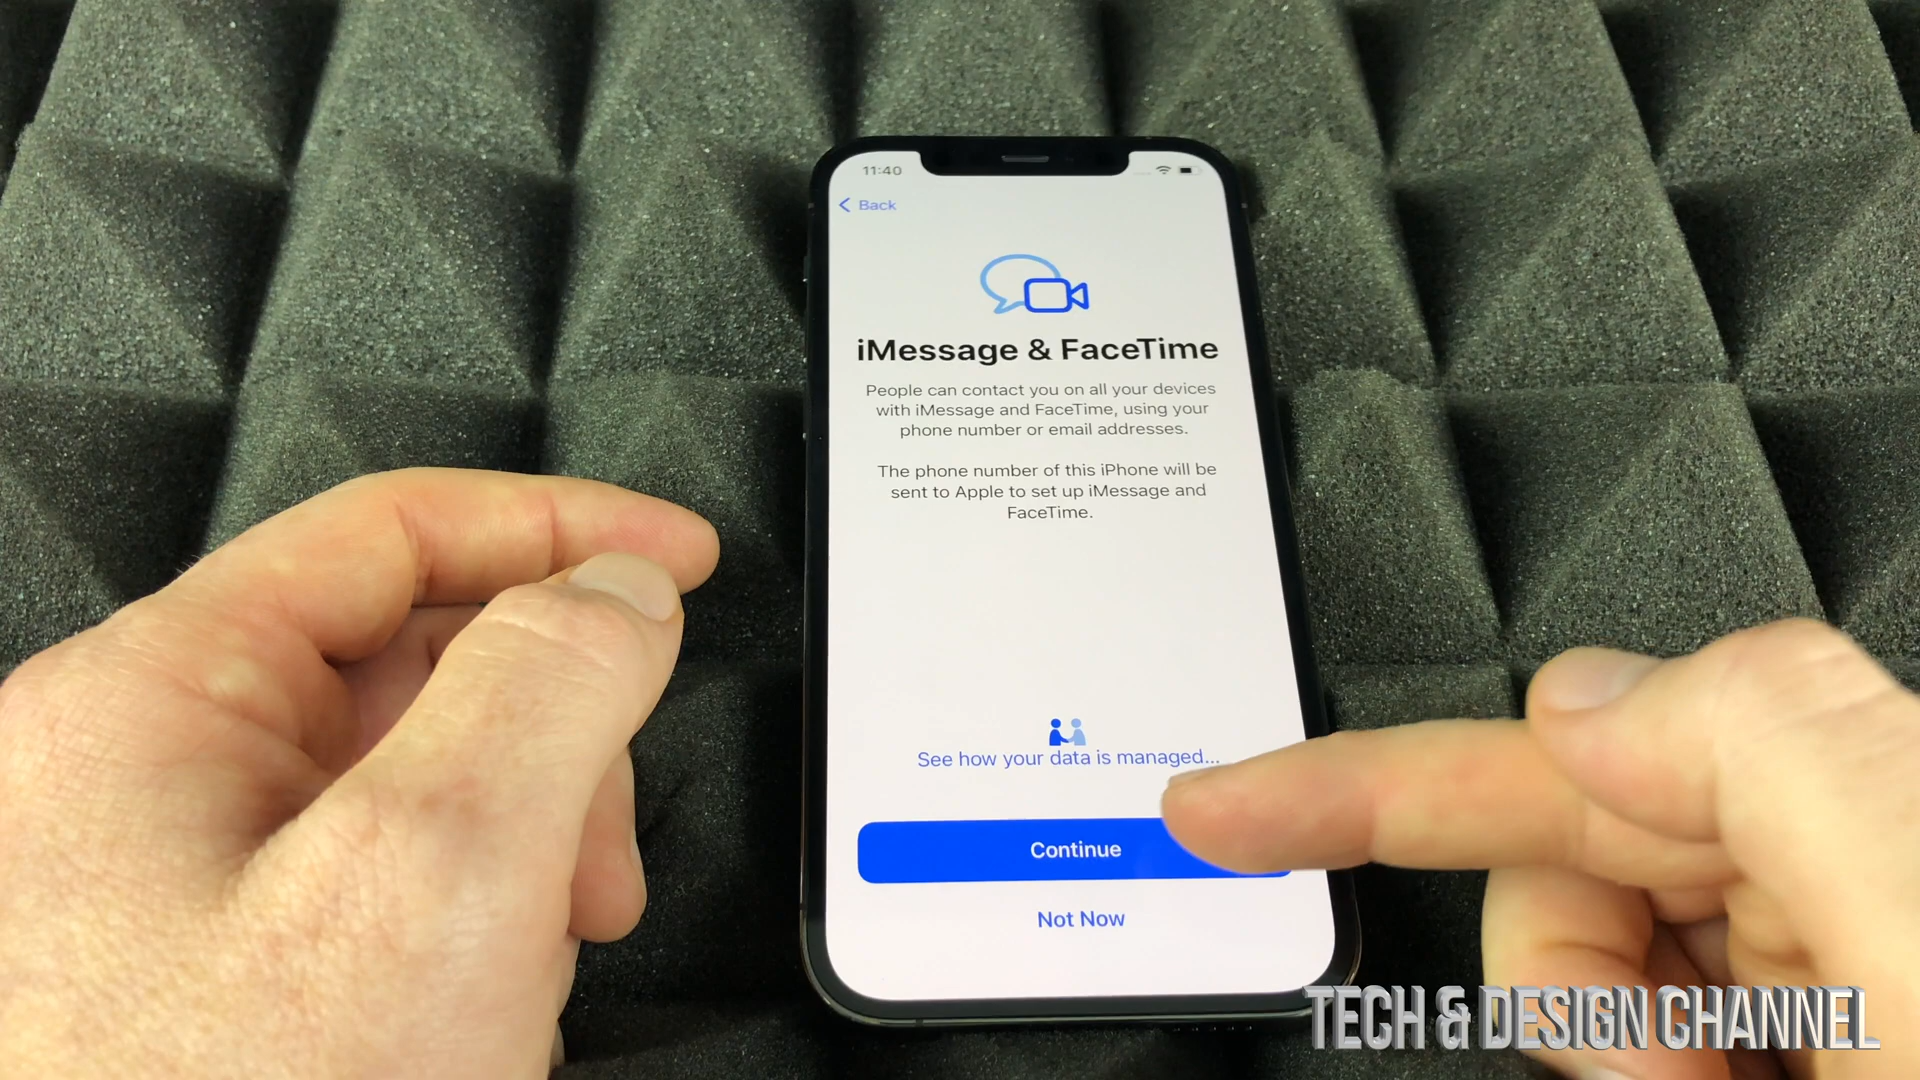 11:40
Back
iMessage & FaceTime
People can contact you on all your devices
with iMessage and FaceTime, using your
phone number or email addresses.
The phone number of this iPhone will be
sent to Apple to set up iMessage and
FaceTime.
See how your data is managed...
Continue
Not Now
TECH & DESIGN CHANNEL